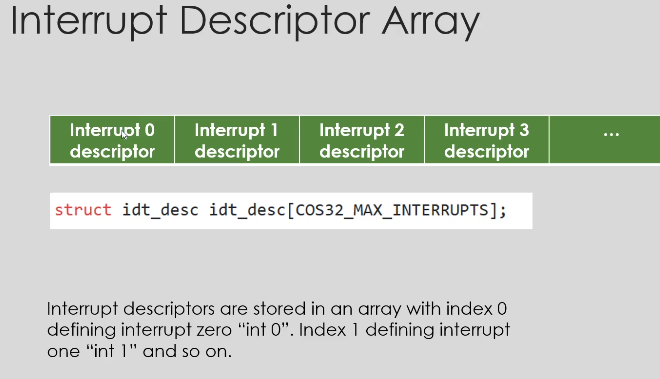 Interrupt Descriptor Array
Interrupt 0 Interrupt 1 Interrupt 2 Interrupt 3 ...
descriptor descriptor descriptor descriptor
struct idt_desc idt_desc[COS32_MAX_INTERRUPTS];
Interrupt descriptors are stored in an array with index 0
defining interrupt zero “int 0”. Index 1 defining interrupt
one “int 1” and so on.